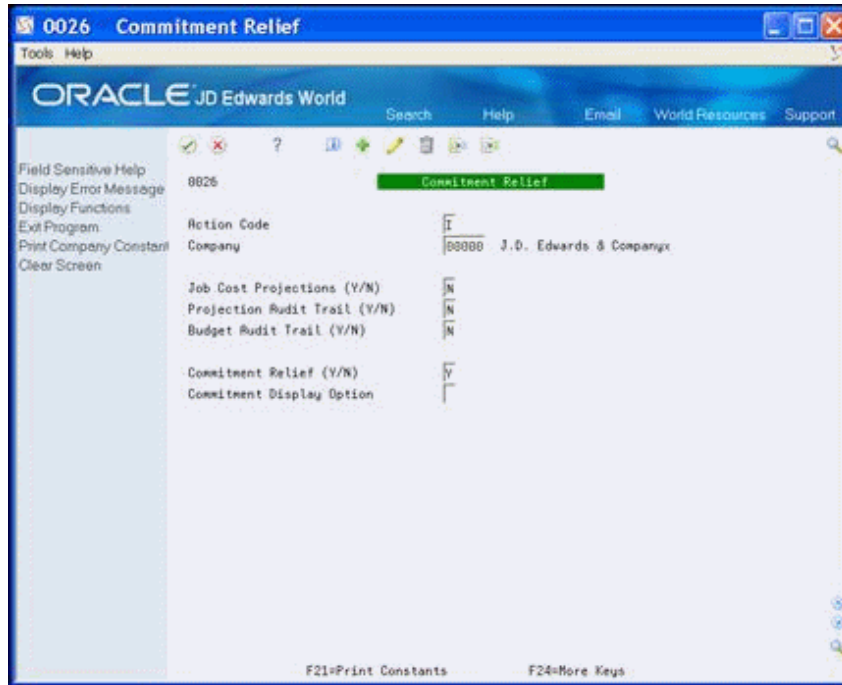 0026 Commitment Relief
Tools Help
ORACLE JD Edwards World
Search Help Email World Resources Support
Field Sensitive Help
Display Error Message
Display Functions
Exit Program
Print Company Constant
Clear Screen
0026 Commitment Relief
Action Code I
Company 00000 J.D. Edwards & Companyx
Job Cost Projections (Y/N) N
Projection Audit Trail (Y/N) N
Budget Audit Trail (Y/N) N
Commitment Relief (Y/N) Y
Commitment Display Option
F21=Print Constants F24=More Keys